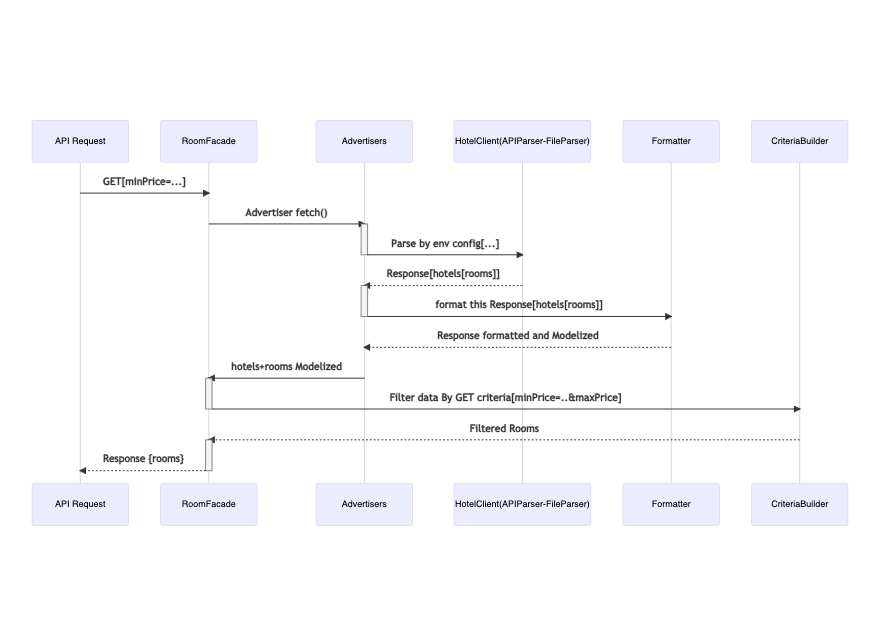 API Request
RoomFacade
Advertisers
HotelClient(APIParser-FileParser)
Formatter
CriteriaBuilder
GET[minPrice=...]
Advertiser fetch()
Parse by env config[...]
Response[hotels[rooms]]
format this Response[hotels[rooms]]
Response formatted and Modelized
hotels+rooms Modelized
Filter data By GET criteria[minPrice=..&maxPrice]
Filtered Rooms
Response {rooms}
API Request
RoomFacade
Advertisers
HotelClient(APIParser-FileParser)
Formatter
CriteriaBuilder